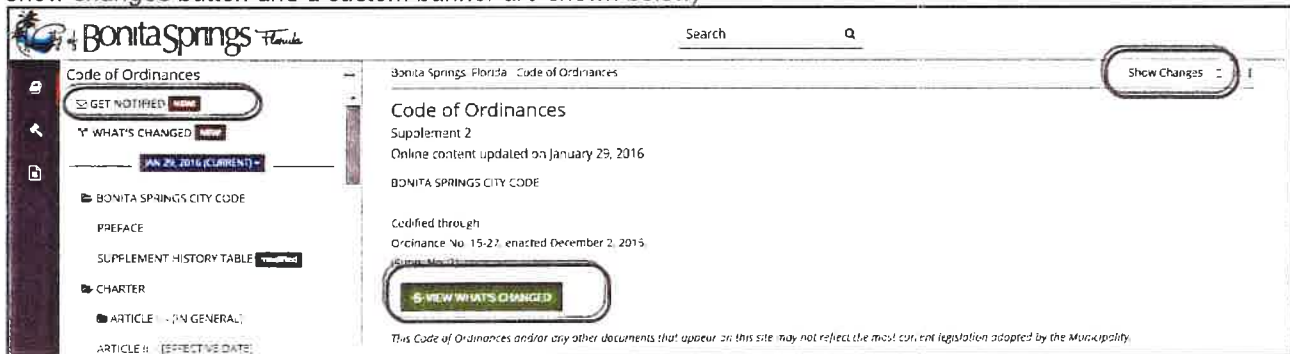 show changes button and a custom banner are shown below)
Bonita Springs Florida
Search
Code of Ordinances
GET NOTIFIED NEW
WHAT'S CHANGED NEW
JAN 29, 2016 (CURRENT)
BONITA SPRINGS CITY CODE
PREFACE
SUPPLEMENT HISTORY TABLE modified
CHARTER
ARTICLE - (IN GENERAL)
ARTICLE II [EFFECTIVE DATE]
Bonita Springs, Florida Code of Ordinances
Show Changes
Code of Ordinances
Supplement 2
Online content updated on January 29, 2016
BONITA SPRINGS CITY CODE
Codified through
Ordinance No. 15-27, enacted December 2, 2015.
VIEW WHAT'S CHANGED
This Code of Ordinances and/or any other documents that appear on this site may not reflect the most current legislation adopted by the Municipality.